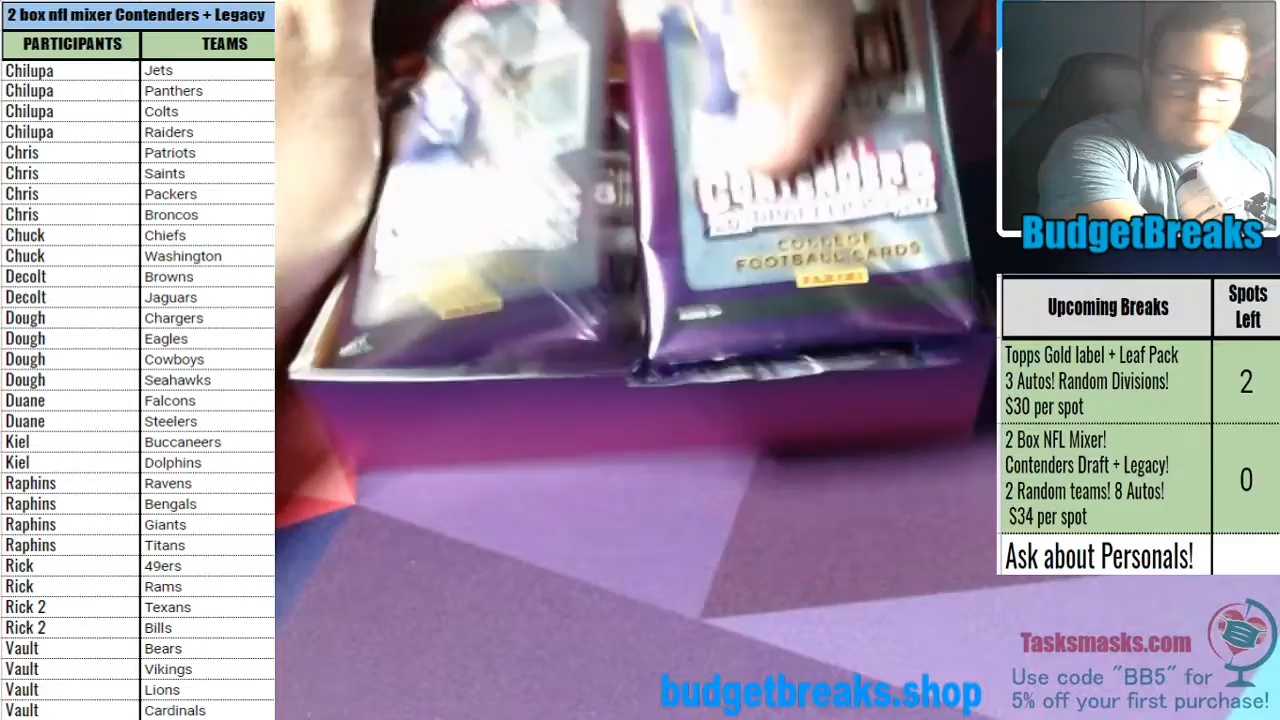 2 box nfl mixer Contenders + Legacy
PARTICIPANTS TEAMS
Chilupa Jets
Chilupa Panthers
Chilupa Colts
Chilupa Raiders
Chris Patriots
Chris Saints
Chris Packers
Chris Broncos
Chuck Chiefs
Chuck Washington
Decolt Browns
Decolt Jaguars
Dough Chargers
Dough Eagles
Dough Cowboys
Dough Seahawks
Duane Falcons
Duane Steelers
Kiel Buccaneers
Kiel Dolphins
Raphins Ravens
Raphins Bengals
Raphins Giants
Raphins Titans
Rick 49ers
Rick Rams
Rick 2 Texans
Rick 2 Bills
Vault Bears
Vault Vikings
Vault Lions
Vault Cardinals
CONTENDERS
COLLEGE
FOOTBALL CARDS
PANINI
BudgetBreaks
Upcoming Breaks Spots Left
Topps Gold label + Leaf Pack
3 Autos! Random Divisions! 2
$30 per spot
2 Box NFL Mixer!
Contenders Draft + Legacy! 0
2 Random teams! 8 Autos!
$34 per spot
Ask about Personals!
Tasksmasks.com
Use code "BB5" for
5% off your first purchase!
budgetbreaks.shop